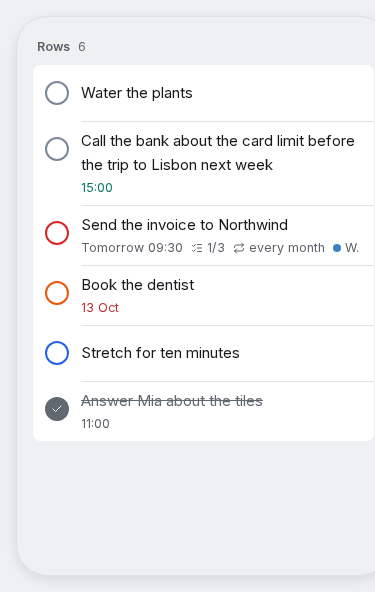 Rows 6
Water the plants
Call the bank about the card limit before
the trip to Lisbon next week
15:00
Send the invoice to Northwind
Tomorrow 09:30 1/3 every month W.
Book the dentist
13 Oct
Stretch for ten minutes
Answer Mia about the tiles
11:00